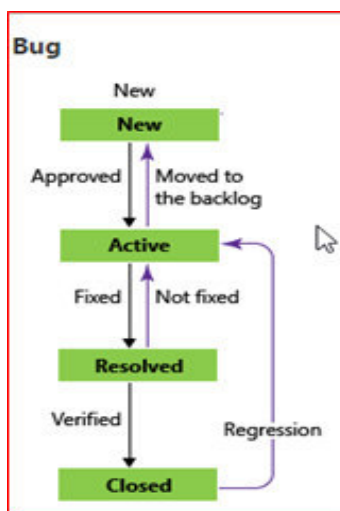 Bug
New
New
Approved
Moved to
the backlog
Active
Fixed
Not fixed
Resolved
Verified
Regression
Closed